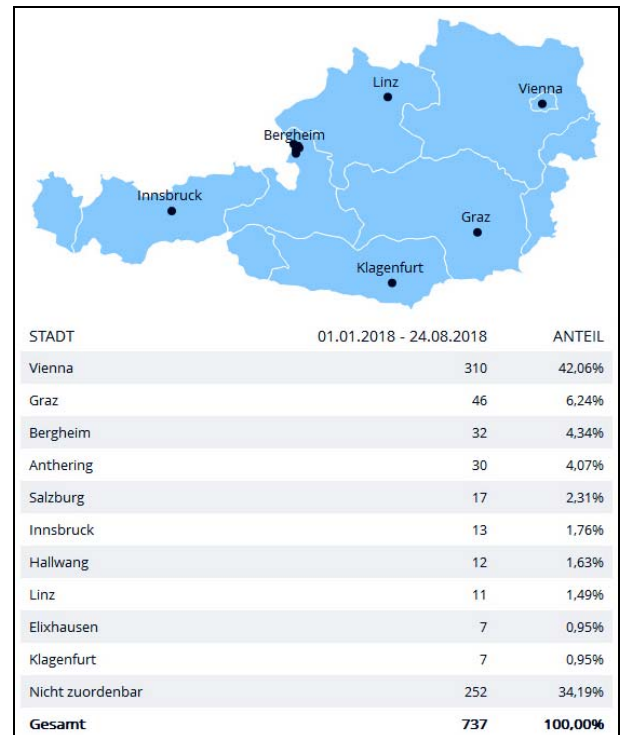 Linz
Vienna
Bergheim
Innsbruck
Graz
Klagenfurt
STADT 01.01.2018 - 24.08.2018 ANTEIL
Vienna 310 42,06%
Graz 46 6,24%
Bergheim 32 4,34%
Anthering 30 4,07%
Salzburg 17 2,31%
Innsbruck 13 1,76%
Hallwang 12 1,63%
Linz 11 1,49%
Elixhausen 7 0,95%
Klagenfurt 7 0,95%
Nicht zuordenbar 252 34,19%
Gesamt 737 100,00%